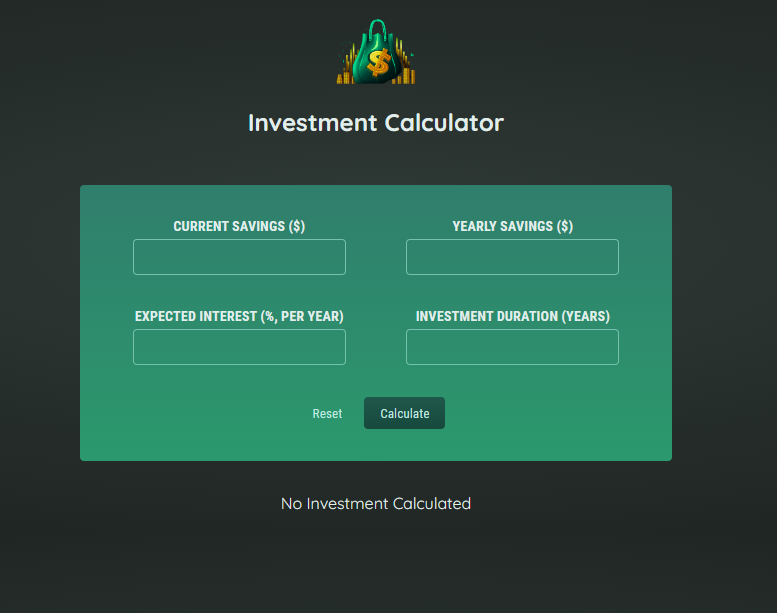 $
Investment Calculator
CURRENT SAVINGS ($)
YEARLY SAVINGS ($)
EXPECTED INTEREST (%, PER YEAR)
INVESTMENT DURATION (YEARS)
Reset
Calculate
No Investment Calculated